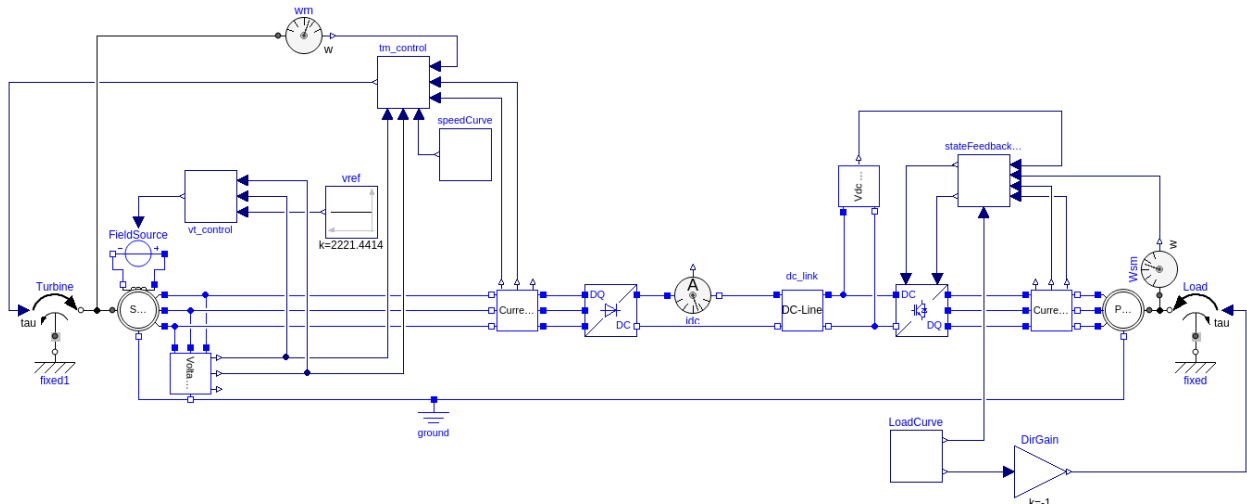 wm
w
tm_control
speedCurve
stateFeedback...
vref
Vdc ...
vt_control
k=2221.4414
w
FieldSource
- +
Wsm
dc_link
Turbine
Load
S...
Curre...
DQ
DC
A
idc
DC-Line
DC
DQ
Curre...
P...
tau
tau
Volta...
fixed1
fixed
ground
LoadCurve
DirGain
k=-1